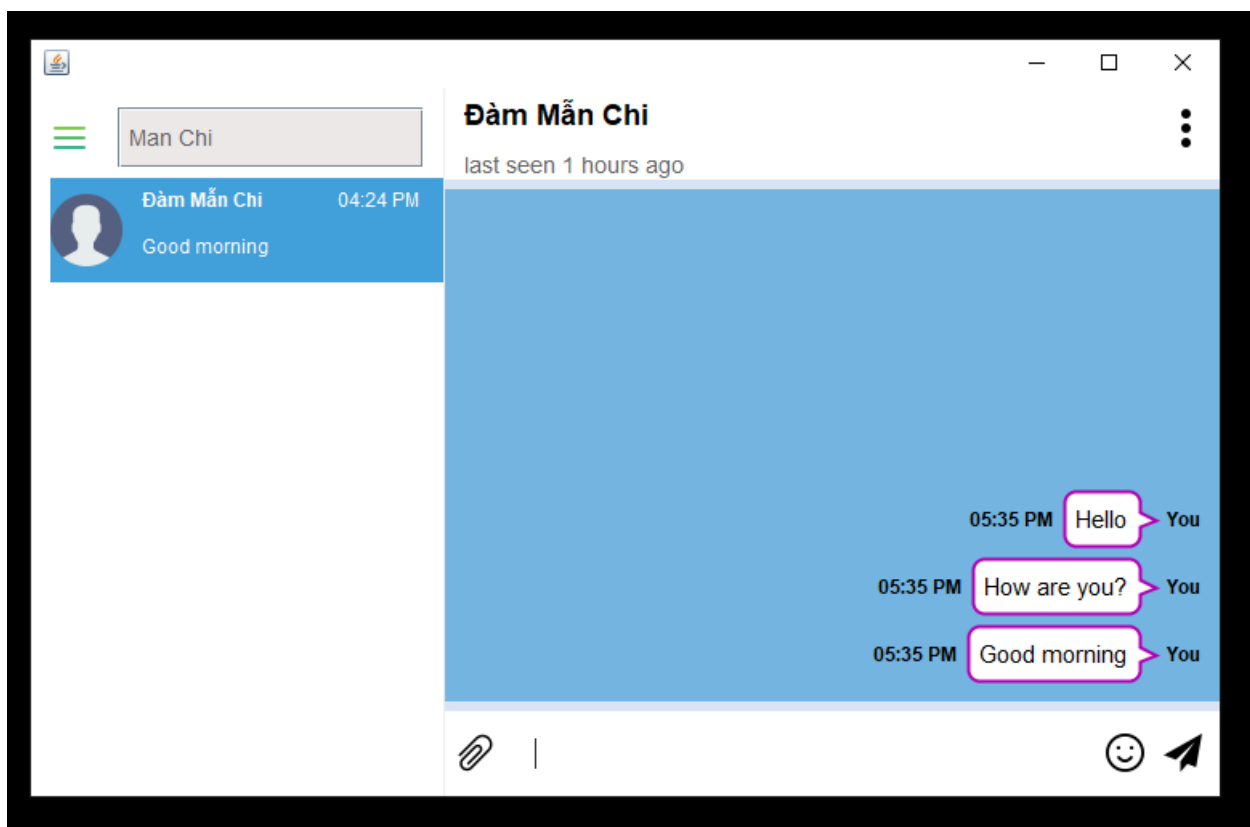 Man Chi
Đàm Mẫn Chi 04:24 PM
Good morning
Đàm Mẫn Chi
last seen 1 hours ago
05:35 PM Hello You
05:35 PM How are you? You
05:35 PM Good morning You